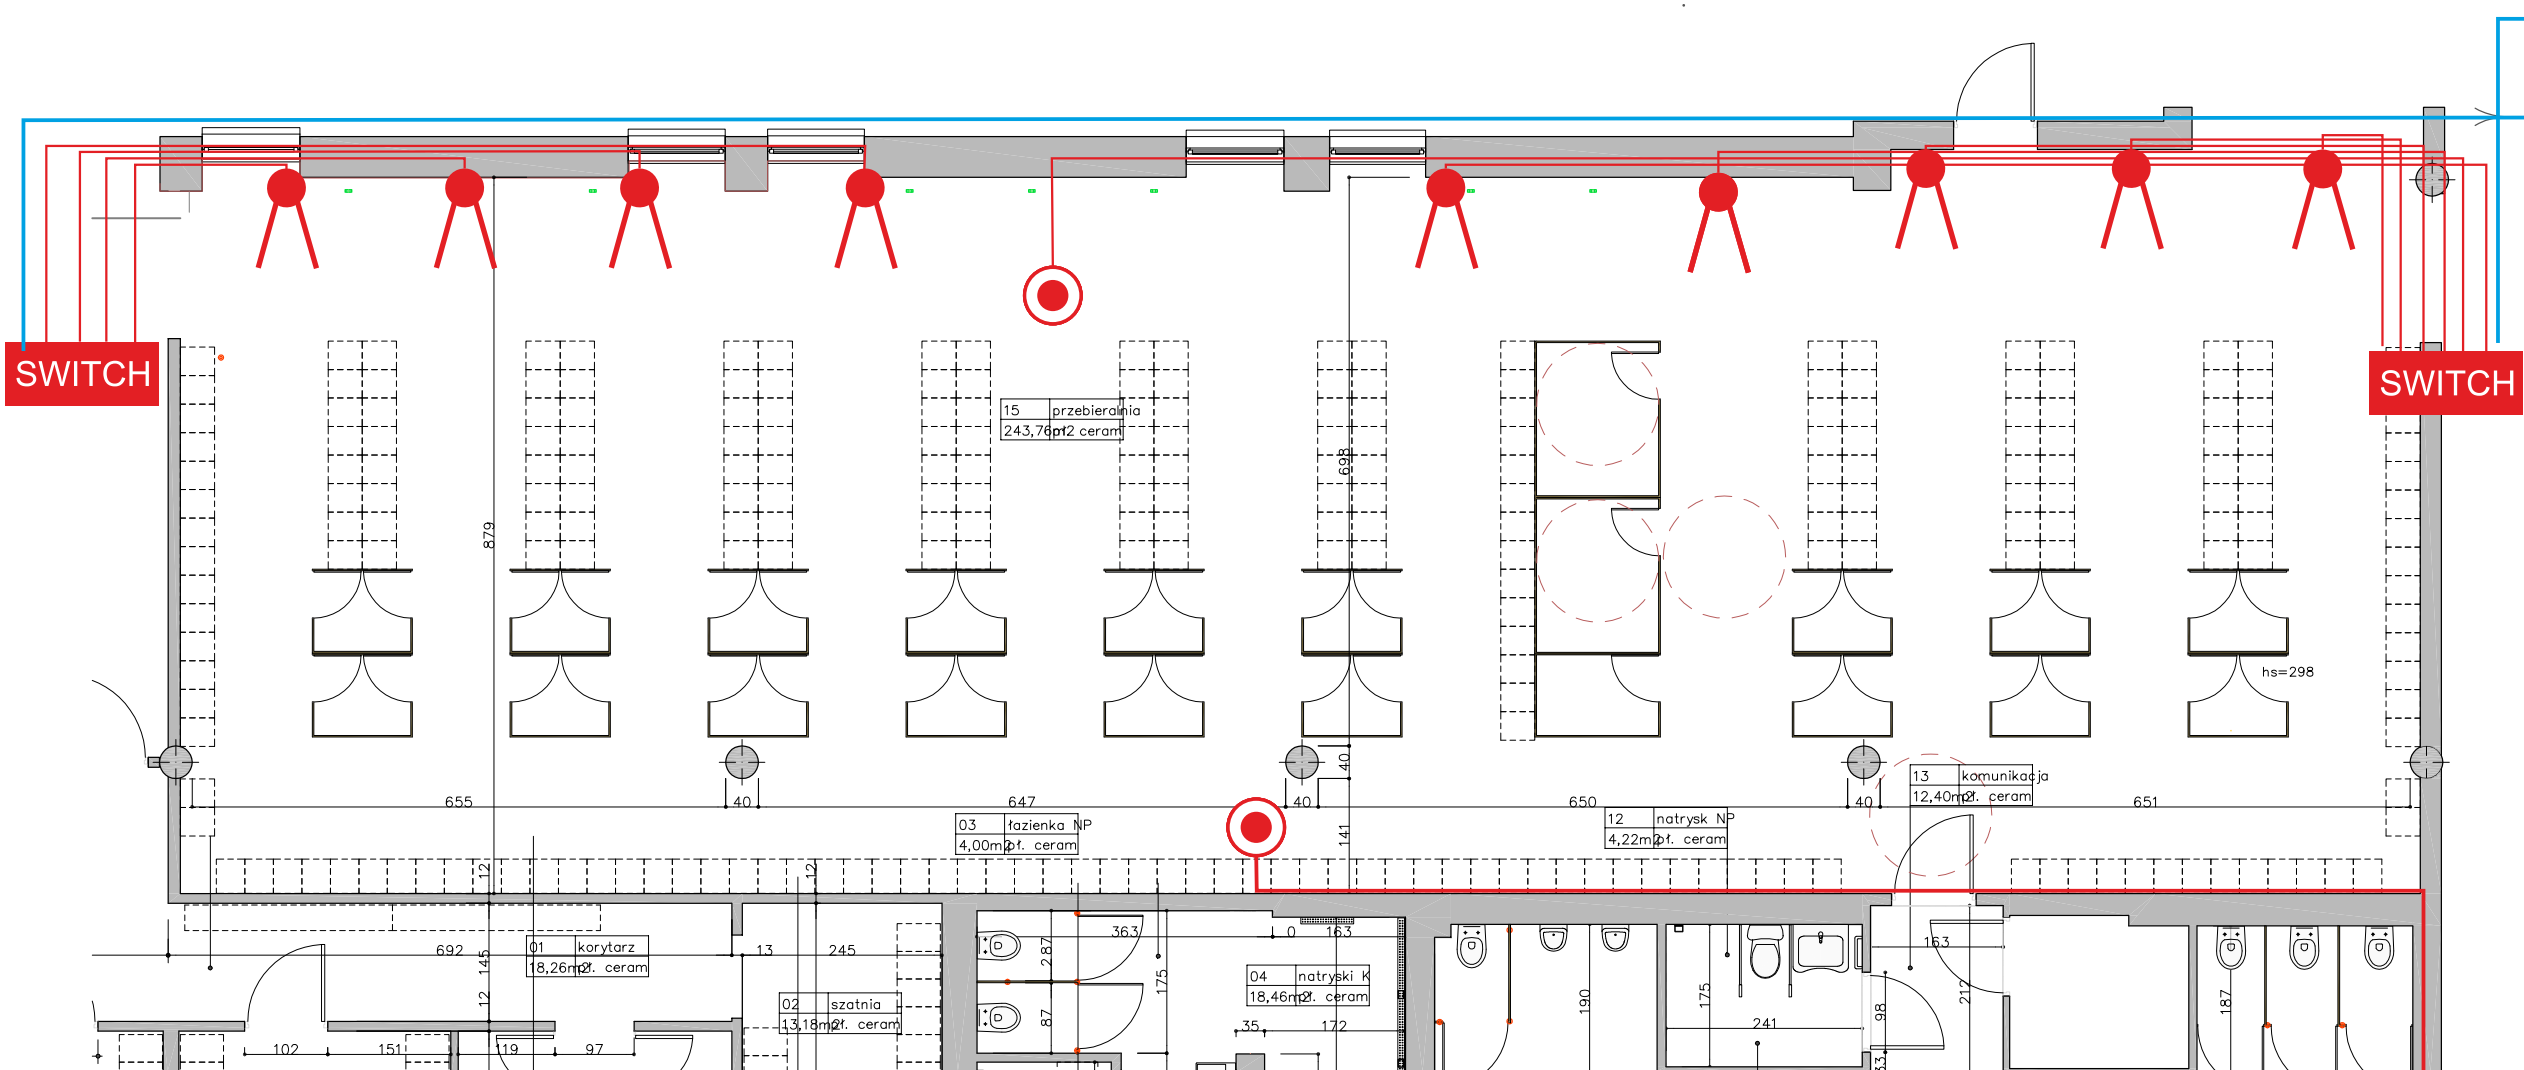 SWITCH
SWITCH
15 przebieralnia
243,76m2 pł. ceram
698
879
hs=298
40
13 komunikacja
12,40m2 pł. ceram
655
40
647
40
650
40
651
03 łazienka NP
4,00m2 pł. ceram
12 natrysk NP
4,22m2 pł. ceram
141
12
12
363
0
163
163
692
145
13
245
01 korytarz
18,26m2 pł. ceram
287
175
04 natryski K
18,46m2 pł. ceram
02 szatnia
13,18m2 pł. ceram
12
87
35
172
190
175
241
98
212
187
102
151
119
97